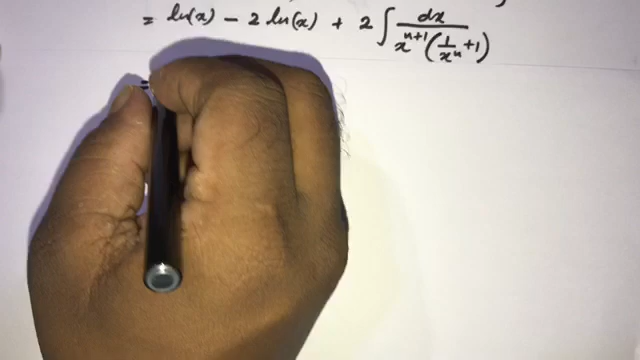 = ln(x) - 2 ln(x) + 2 ∫ dx / x^{n+1} (1/x^n + 1)
=